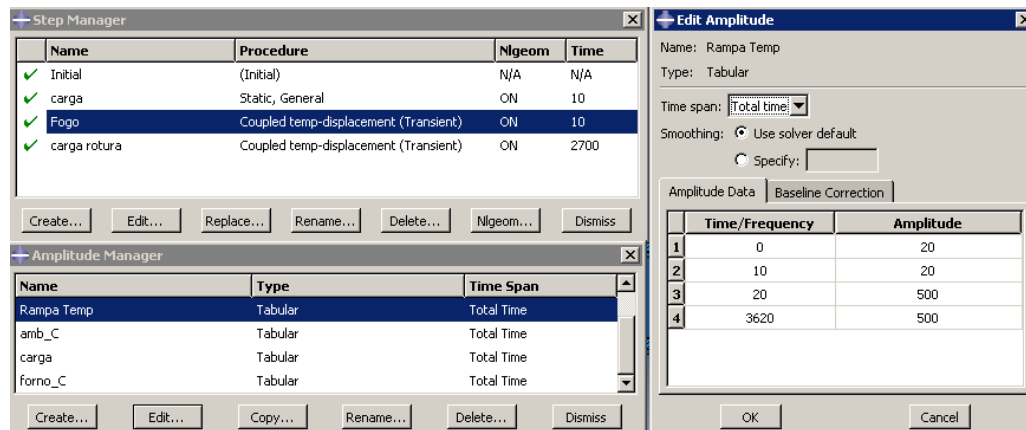 Step Manager
Name Procedure Nlgeom Time
Initial (Initial) N/A N/A
carga Static, General ON 10
Fogo Coupled temp-displacement (Transient) ON 10
carga rotura Coupled temp-displacement (Transient) ON 2700
Create... Edit... Replace... Rename... Delete... Nlgeom... Dismiss
Amplitude Manager
Name Type Time Span
Rampa Temp Tabular Total Time
amb_C Tabular Total Time
carga Tabular Total Time
forno_C Tabular Total Time
Create... Edit... Copy... Rename... Delete... Dismiss
Edit Amplitude
Name: Rampa Temp
Type: Tabular
Time span: Total time
Smoothing: Use solver default
Specify:
Amplitude Data Baseline Correction
Time/Frequency Amplitude
1 0 20
2 10 20
3 20 500
4 3620 500
OK Cancel